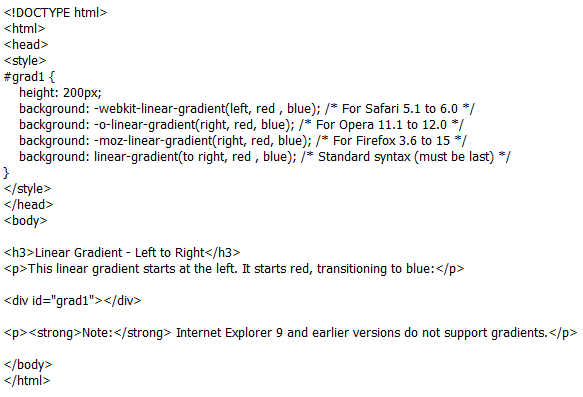 <!DOCTYPE html>
<html>
<head>
<style>
#grad1 {
    height: 200px;
    background: -webkit-linear-gradient(left, red , blue); /* For Safari 5.1 to 6.0 */
    background: -o-linear-gradient(right, red, blue); /* For Opera 11.1 to 12.0 */
    background: -moz-linear-gradient(right, red, blue); /* For Firefox 3.6 to 15 */
    background: linear-gradient(to right, red , blue); /* Standard syntax (must be last) */
}
</style>
</head>
<body>

<h3>Linear Gradient - Left to Right</h3>
<p>This linear gradient starts at the left. It starts red, transitioning to blue:</p>

<div id="grad1"></div>

<p><strong>Note:</strong> Internet Explorer 9 and earlier versions do not support gradients.</p>

</body>
</html>